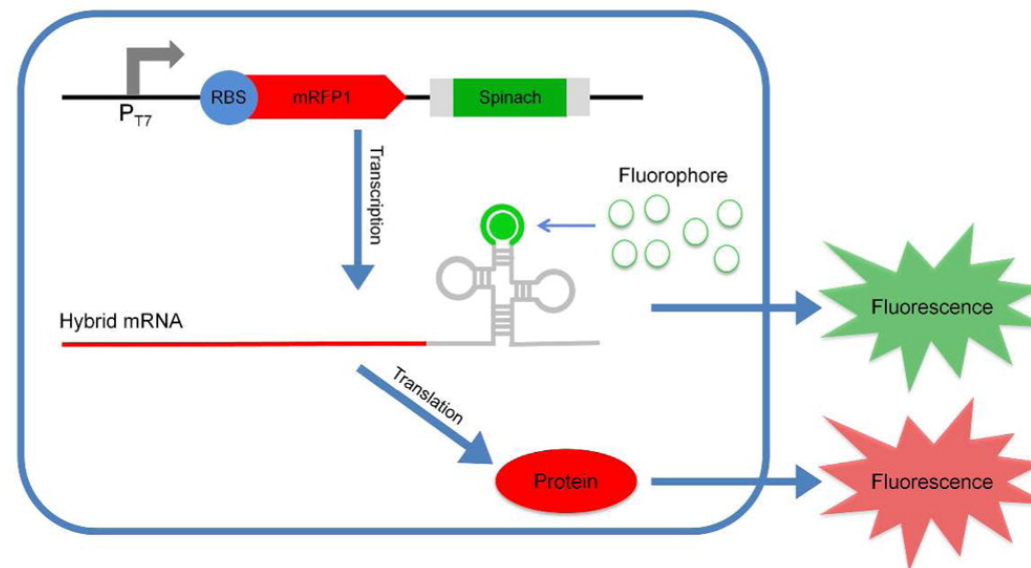 RBS
mRFP1
Spinach
P_T7
Transcription
Fluorophore
Hybrid mRNA
Fluorescence
Translation
Protein
Fluorescence